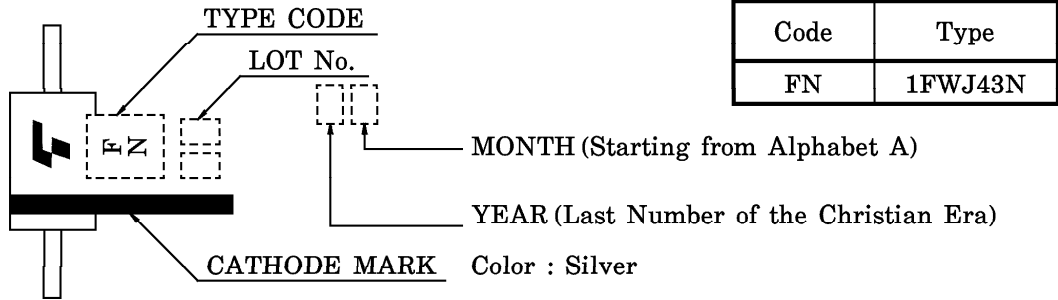 TYPE CODE
LOT No.
Code Type
FN 1FWJ43N
F
N
MONTH (Starting from Alphabet A)
YEAR (Last Number of the Christian Era)
CATHODE MARK Color : Silver